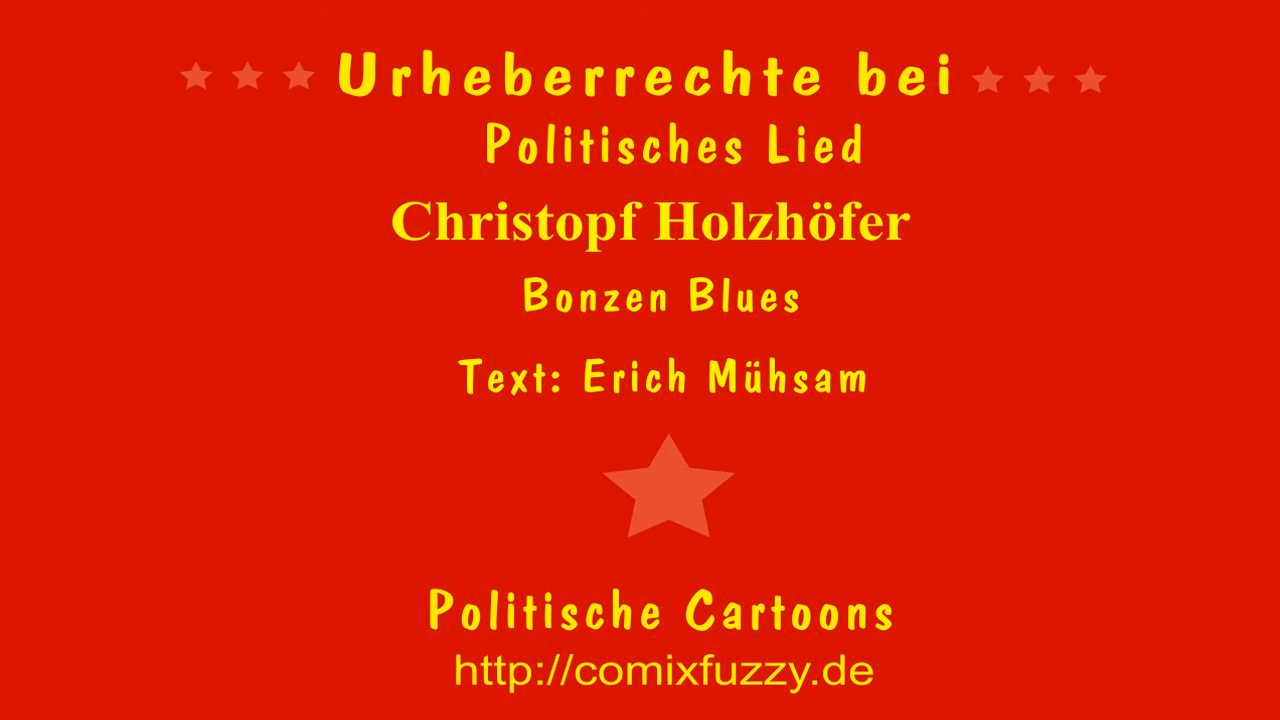 Urheberrechte bei
Politisches Lied
Christopf Holzhöfer
Bonzen Blues
Text: Erich Mühsam
Politische Cartoons
http://comixfuzzy.de